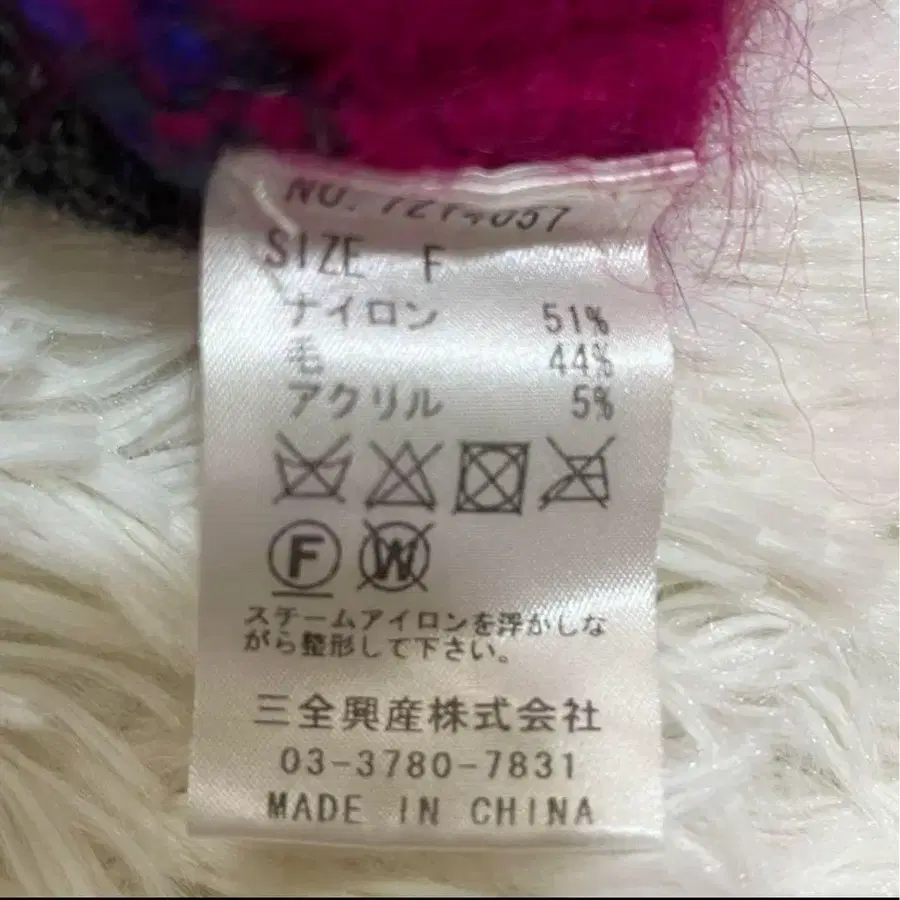 NO. 7214057
SIZE F
ナイロン 51%
毛 44%
アクリル 5%
F W
スチームアイロンを浮かしな
がら整形して下さい。
三全興産株式会社
03-3780-7831
MADE IN CHINA